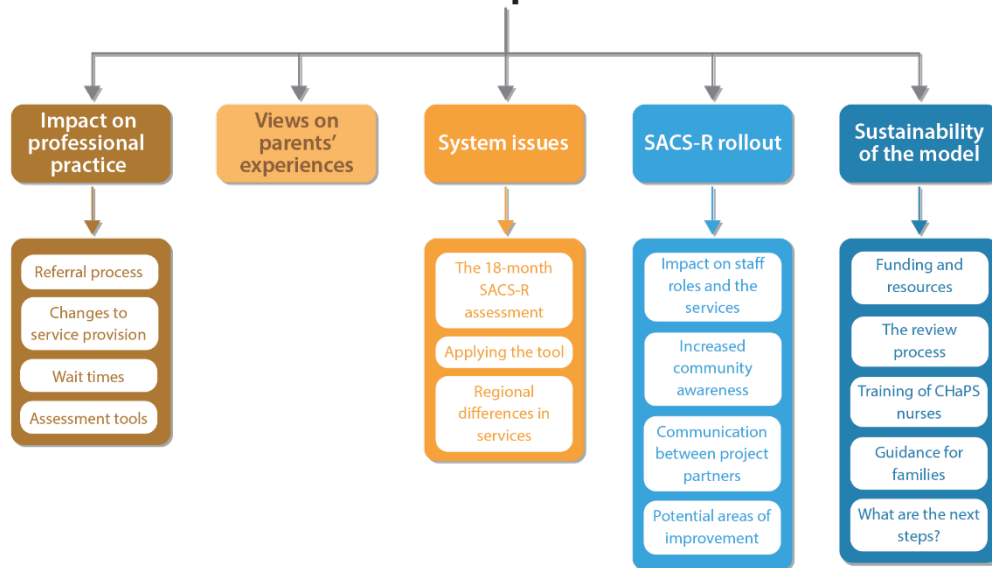 Impact on
professional
practice
Views on
parents'
experiences
System issues
SACS-R rollout
Sustainability
of the model
Referral process
Changes to
service provision
Wait times
Assessment tools
The 18-month
SACS-R
assessment
Applying the tool
Regional
differences in
services
Impact on staff
roles and the
services
Increased
community
awareness
Communication
between project
partners
Potential areas of
improvement
Funding and
resources
The review
process
Training of CHaPS
nurses
Guidance for
families
What are the next
steps?